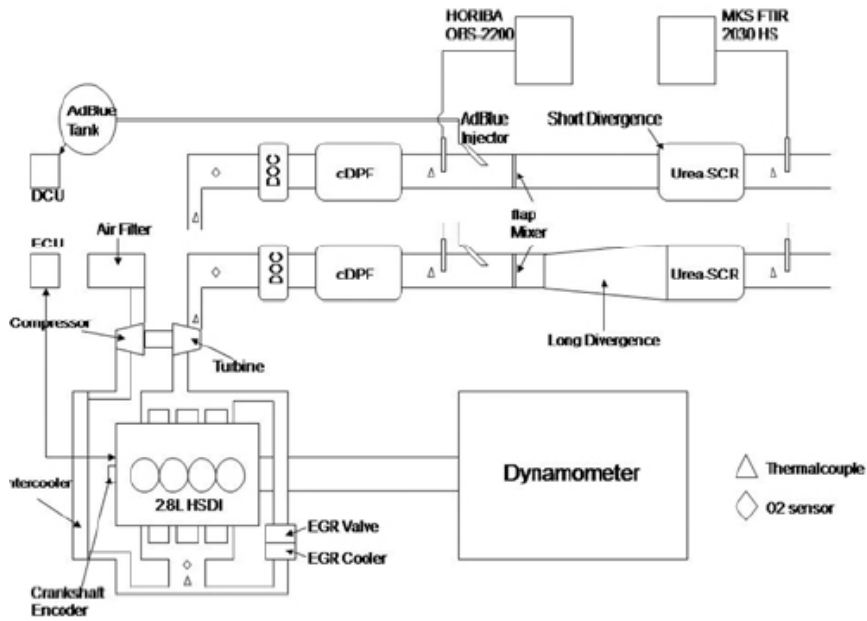 HORIBA
OBS-2200
MKS FTIR
2030 HS
AdBlue
Tank
AdBlue
Injector
Short Divergence
DOC
cDPF
Urea-SCR
DCU
Air Filter
flap
Mixer
ECU
DOC
cDPF
Urea-SCR
Compressor
Turbine
Long Divergence
Dynamometer
Thermalcouple
O2 sensor
ntercooler
2.8L HSDI
EGR Valve
EGR Cooler
Crankshaft
Encoder